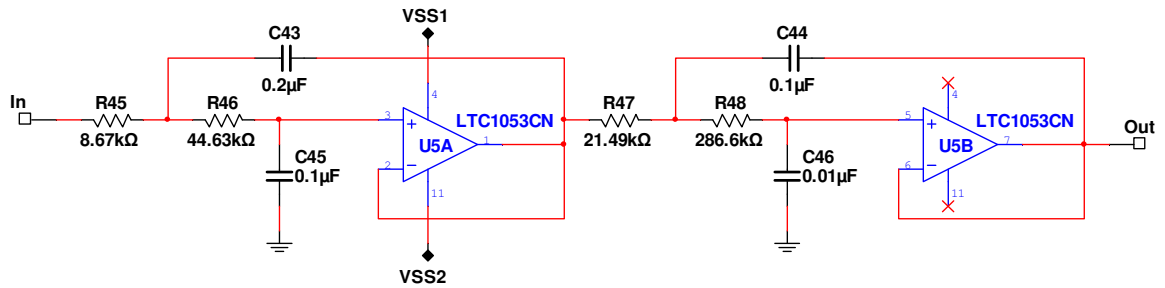 VSS1
C43
0.2µF
C44
0.1µF
In
R45
8.67kΩ
R46
44.63kΩ
3
4
LTC1053CN
U5A
1
2
11
C45
0.1µF
VSS2
R47
21.49kΩ
R48
286.6kΩ
5
4
LTC1053CN
U5B
7
6
11
C46
0.01µF
Out